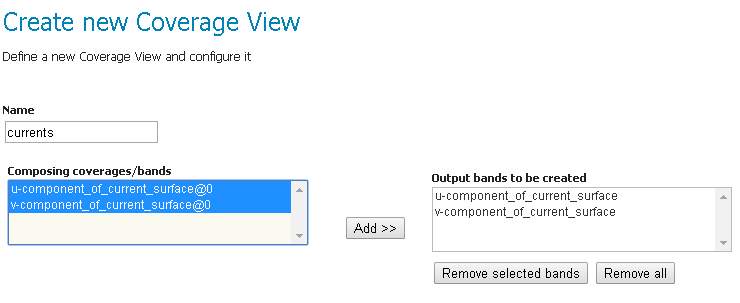 Create new Coverage View
Define a new Coverage View and configure it
Name
currents
Composing coverages/bands
u-component_of_current_surface@0
v-component_of_current_surface@0
Add >>
Output bands to be created
u-component_of_current_surface
v-component_of_current_surface
Remove selected bands
Remove all